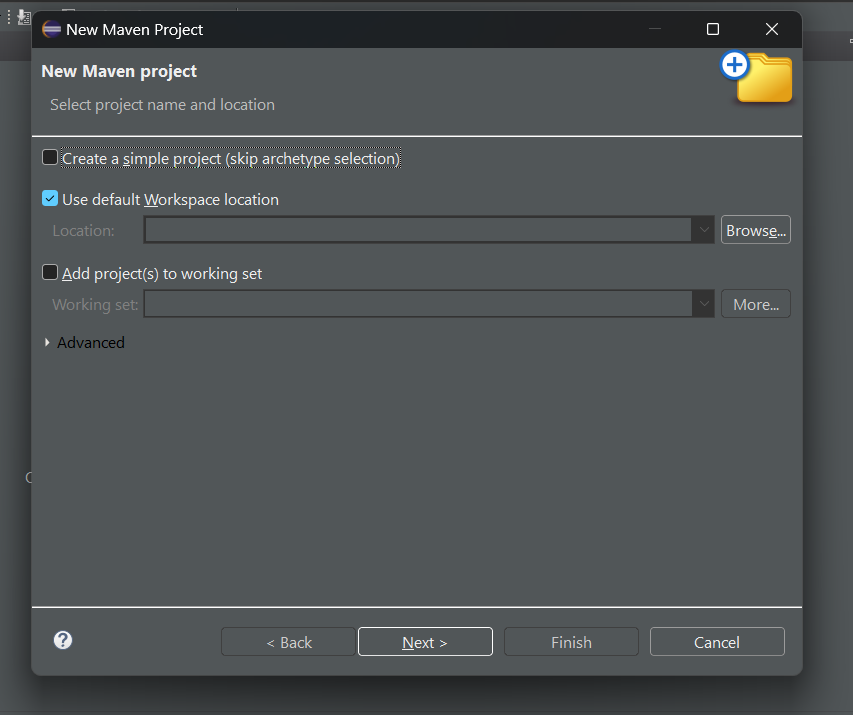 New Maven Project
New Maven project
Select project name and location
Create a simple project (skip archetype selection)
Use default Workspace location
Location:
Browse...
Add project(s) to working set
Working set:
More...
Advanced
?
< Back
Next >
Finish
Cancel